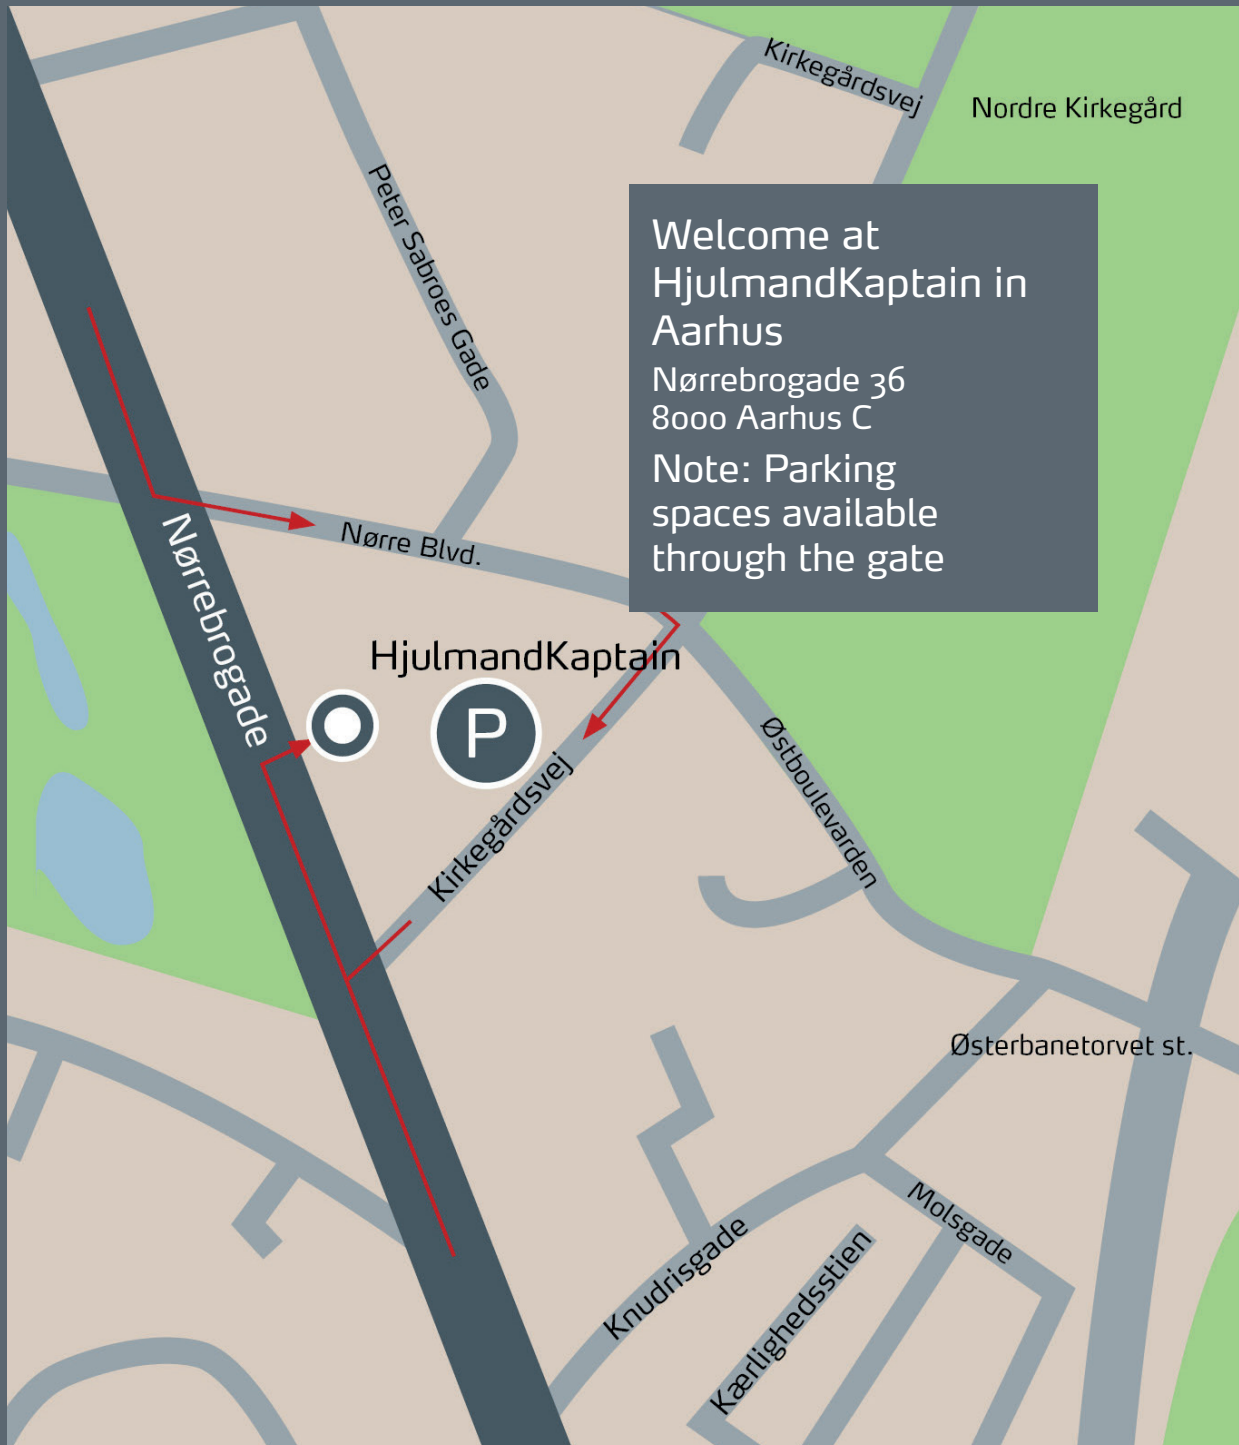 Kirkegårdsvej
Nordre Kirkegård
Peter Sabroes Gade
Welcome at
HjulmandKaptain in
Aarhus
Nørrebrogade 36
8000 Aarhus C
Note: Parking
spaces available
through the gate
Nørre Blvd.
Nørrebrogade
HjulmandKaptain
P
Kirkegårdsvej
Østboulevarden
Østerbanetorvet st.
Molsgade
Knudrisgade
Kærlighedsstien